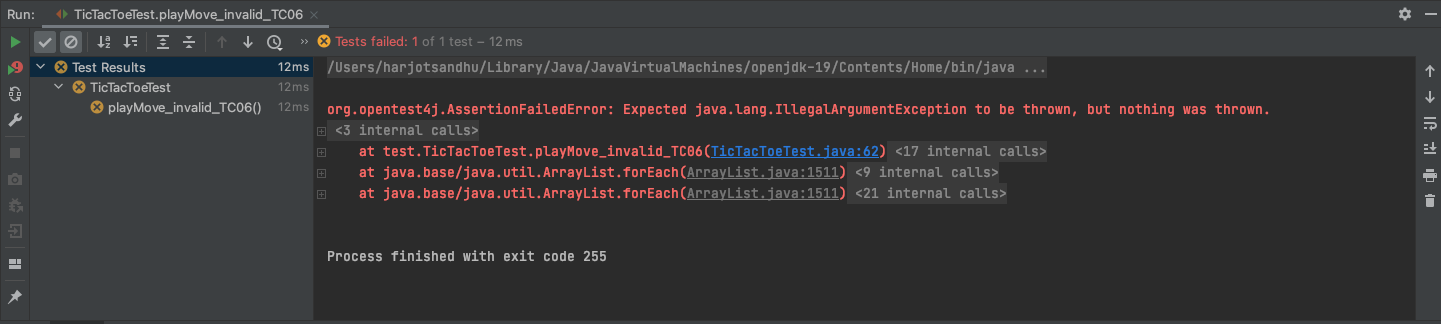 Run: TicTacToeTest.playMove_invalid_TC06 ×
» Tests failed: 1 of 1 test – 12 ms
Test Results 12 ms
TicTacToeTest 12 ms
playMove_invalid_TC06() 12 ms
/Users/harjotsandhu/Library/Java/JavaVirtualMachines/openjdk-19/Contents/Home/bin/java ...
org.opentest4j.AssertionFailedError: Expected java.lang.IllegalArgumentException to be thrown, but nothing was thrown.
<3 internal calls>
at test.TicTacToeTest.playMove_invalid_TC06(TicTacToeTest.java:62) <17 internal calls>
at java.base/java.util.ArrayList.forEach(ArrayList.java:1511) <9 internal calls>
at java.base/java.util.ArrayList.forEach(ArrayList.java:1511) <21 internal calls>
Process finished with exit code 255